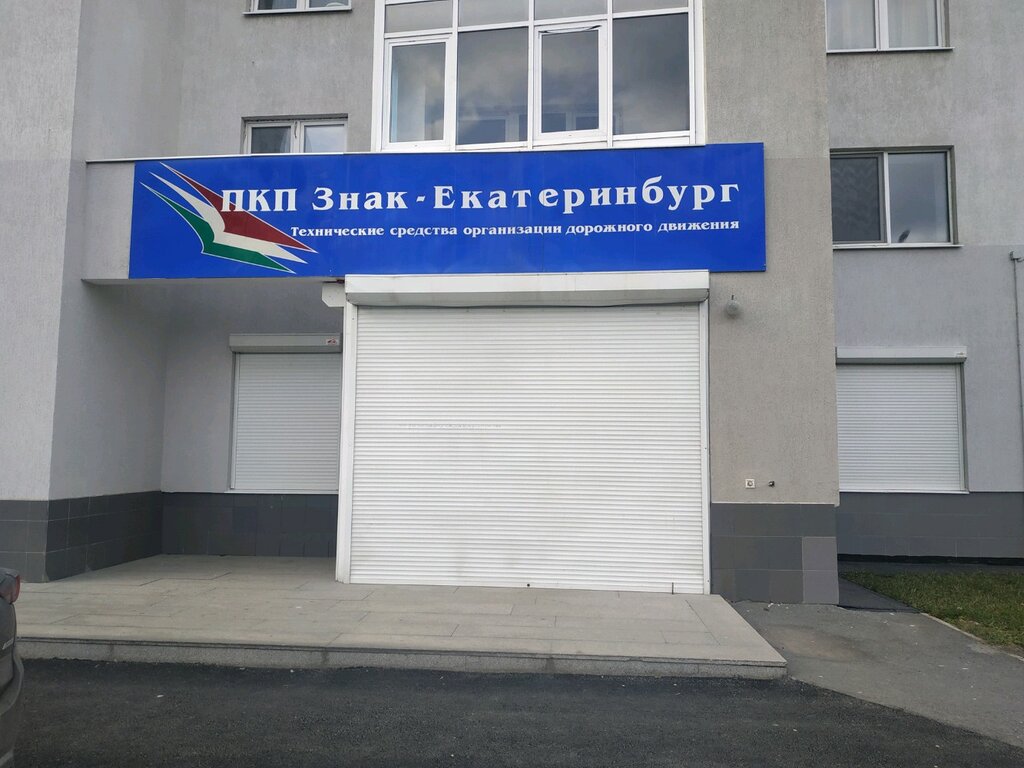 ПКП Знак - Екатеринбург
Технические средства организации дорожного движения